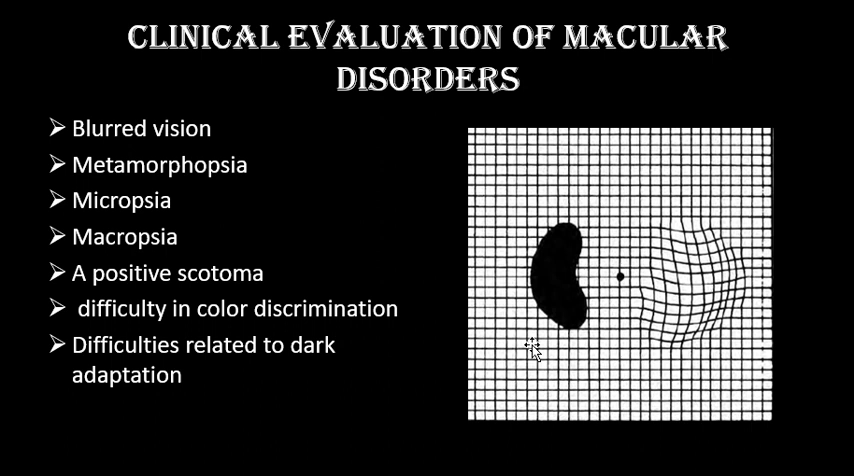 CLINICAL EVALUATION OF MACULAR
DISORDERS
➢ Blurred vision
➢ Metamorphopsia
➢ Micropsia
➢ Macropsia
➢ A positive scotoma
➢ difficulty in color discrimination
➢ Difficulties related to dark
adaptation